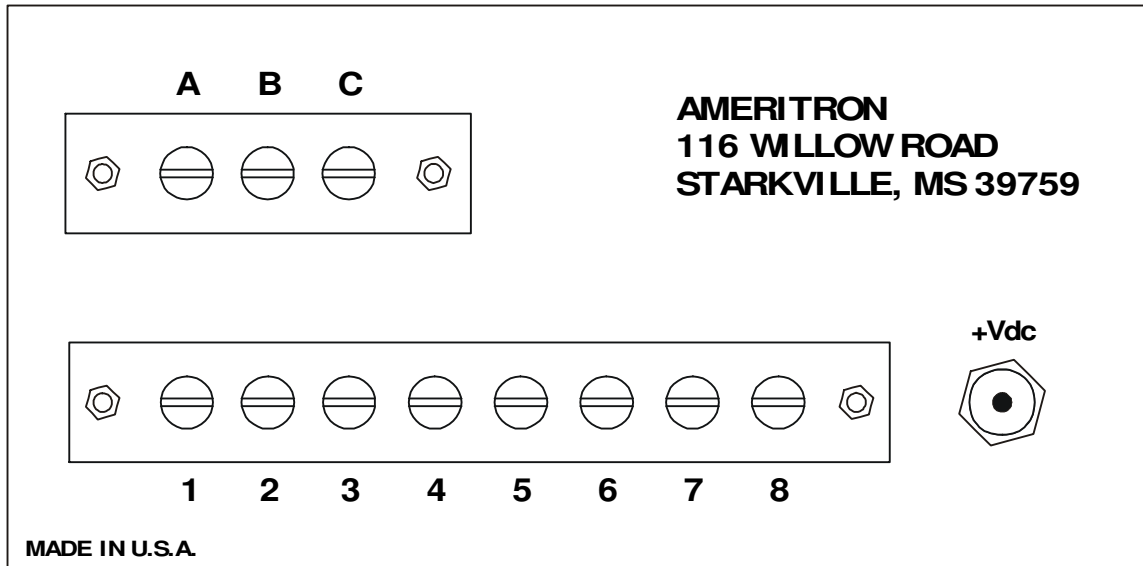 A B C
AMERITRON
116 WILLOW ROAD
STARKVILLE, MS 39759
+Vdc
1 2 3 4 5 6 7 8
MADE IN U.S.A.